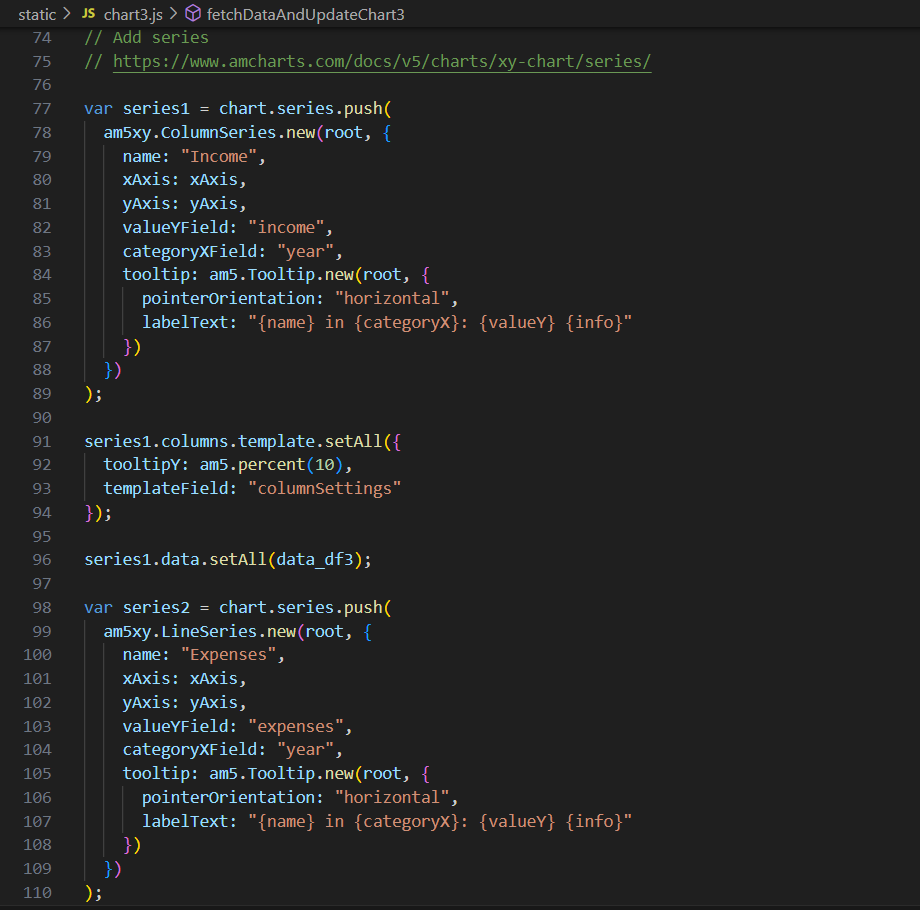 static > JS chart3.js > fetchDataAndUpdateChart3
74 // Add series
75 // https://www.amcharts.com/docs/v5/charts/xy-chart/series/
76
77 var series1 = chart.series.push(
78   am5xy.ColumnSeries.new(root, {
79     name: "Income",
80     xAxis: xAxis,
81     yAxis: yAxis,
82     valueYField: "income",
83     categoryXField: "year",
84     tooltip: am5.Tooltip.new(root, {
85       pointerOrientation: "horizontal",
86       labelText: "{name} in {categoryX}: {valueY} {info}"
87     })
88   })
89 );
90
91 series1.columns.template.setAll({
92   tooltipY: am5.percent(10),
93   templateField: "columnSettings"
94 });
95
96 series1.data.setAll(data_df3);
97
98 var series2 = chart.series.push(
99   am5xy.LineSeries.new(root, {
100     name: "Expenses",
101     xAxis: xAxis,
102     yAxis: yAxis,
103     valueYField: "expenses",
104     categoryXField: "year",
105     tooltip: am5.Tooltip.new(root, {
106       pointerOrientation: "horizontal",
107       labelText: "{name} in {categoryX}: {valueY} {info}"
108     })
109   })
110 );